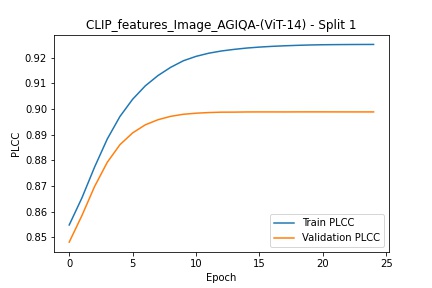 CLIP_features_Image_AGIQA-(ViT-14) - Split 1
PLCC
0.92
0.91
0.90
0.89
0.88
0.87
0.86
0.85
Train PLCC
Validation PLCC
0 5 10 15 20 25
Epoch